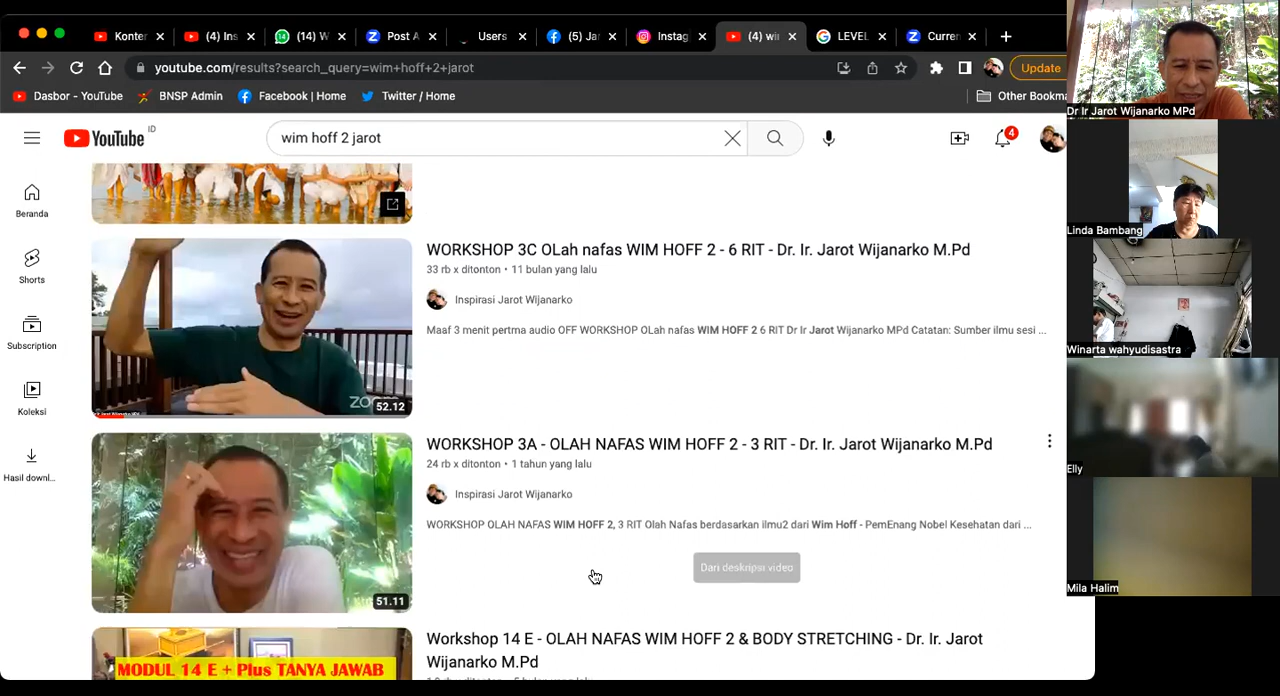 Konter
(4) Ins
(14) W
Post A
Users
(5) Jar
Instag
(4) wi
LEVEL
Curren
youtube.com/results?search_query=wim+hoff+2+jarot
Update
Dasbor - YouTube
BNSP Admin
Facebook | Home
Twitter / Home
Other Bookma
YouTube ID
wim hoff 2 jarot
4
Beranda
Shorts
Subscription
Koleksi
Hasil downl...
WORKSHOP 3C OLah nafas WIM HOFF 2 - 6 RIT - Dr. Ir. Jarot Wijanarko M.Pd
33 rb x ditonton • 11 bulan yang lalu
Inspirasi Jarot Wijanarko
Maaf 3 menit pertma audio OFF WORKSHOP OLah nafas WIM HOFF 2 6 RIT Dr Ir Jarot Wijanarko MPd Catatan: Sumber ilmu sesi ...
52.12
WORKSHOP 3A - OLAH NAFAS WIM HOFF 2 - 3 RIT - Dr. Ir. Jarot Wijanarko M.Pd
24 rb x ditonton • 1 tahun yang lalu
Inspirasi Jarot Wijanarko
WORKSHOP OLAH NAFAS WIM HOFF 2, 3 RIT Olah Nafas berdasarkan ilmu2 dari Wim Hoff - PemEnang Nobel Kesehatan dari ...
Dari deskripsi video
51.11
Workshop 14 E - OLAH NAFAS WIM HOFF 2 & BODY STRETCHING - Dr. Ir. Jarot
Wijanarko M.Pd
MODUL 14 E + Plus TANYA JAWAB
Dr Ir Jarot Wijanarko MPd
Linda Bambang
Winarta wahyudisastra
Elly
Mila Halim